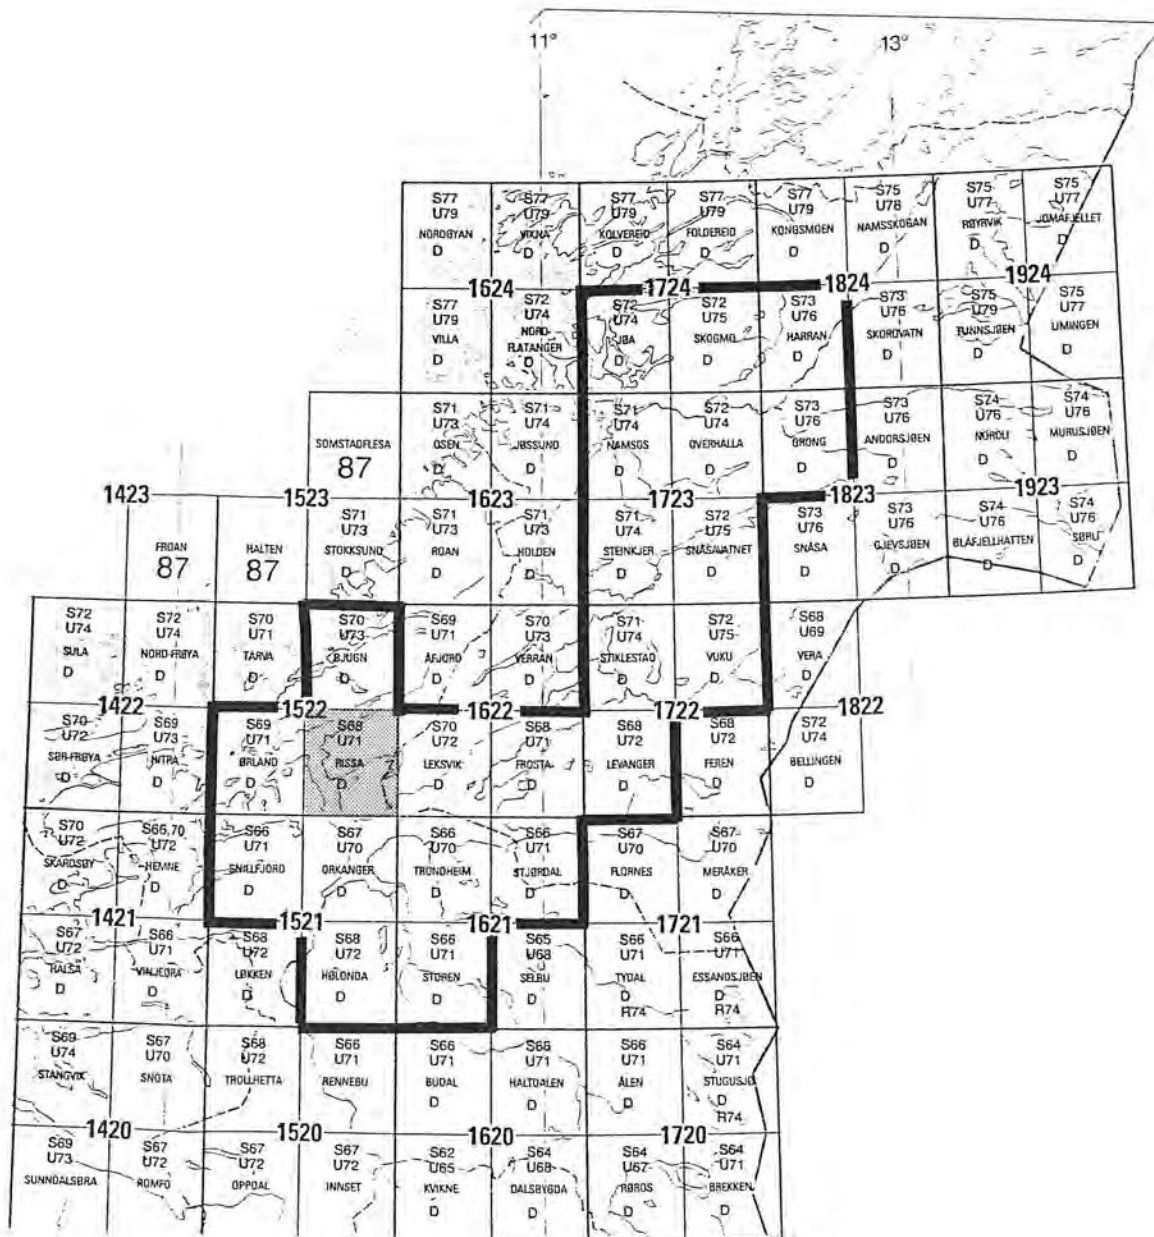 11° 13°
S77 S77 S77 S77 S77 S75 S75 S75
U79 U79 U79 U79 U79 U78 U77 U77
NORDØYAN VIKNA KOLVEREID FOLDEREID KONGSMOEN NAMSSKOGAN RØYRVIK JOMAFJELLET
D D D D D D D D
1624 1724 1824 1924
S77 S72 S72 S72 S73 S73 S75 S75
U79 U74 U74 U75 U76 U76 U79 U77
VILLA NORD-FLATANGER JØA SKOGMO HARRAN SKOROVATN TUNNSJØEN LIMINGEN
D D D D D D D D
S71 S71 S71 S72 S73 S73 S74 S74
U73 U74 U74 U74 U76 U76 U76 U76
SOMSTADFLESA OSEN JØSSUND NAMSOS OVERHALLA GRONG ANDORSJØEN NORDLI MURUSJØEN
87 D D D D D D D D
1423 1523 1623 1723 1823 1923
S71 S71 S71 S71 S72 S73 S73 S74 S74
U73 U73 U73 U74 U75 U76 U76 U76 U76
FROAN HALTEN STOKKSUND ROAN HOLDEN STEINKJER SNÅSAVATNET SNÅSA GJEVSJØEN BLÅFJELLHATTEN SØRLI
87 87 D D D D D D D D D
S72 S72 S70 S70 S69 S70 S71 S72 S68
U74 U74 U71 U73 U71 U73 U74 U75 U69
SULA NORD-FRØYA TARVA BJUGN ÅFJORD VERRAN STIKLESTAD VUKU VERA
D D D D D D D D D
1422 1522 1622 1722 1822
S70 S69 S69 S68 S70 S68 S68 S68 S72
U72 U73 U71 U71 U72 U71 U72 U72 U74
SØR-FRØYA HITRA ØRLAND RISSA LEKSVIK FROSTA LEVANGER FEREN BELLINGEN
D D D D D D D D D
S70 S66,70 S66 S67 S66 S66 S67 S67
U72 U72 U71 U70 U70 U71 U70 U70
SKARDSØY HEMNE SNILLFJORD ORKANGER TRONDHEIM STJØRDAL FLORNES MERÅKER
D D D D D D D D
1421 1521 1621 1721
S67 S66 S68 S68 S66 S65 S66 S66
U72 U71 U72 U72 U71 U68 U71 U71
HALSA VINJEØRA LØKKEN HØLONDA STØREN SELBU TYDAL ESSANDSJØEN
D D D D D D D D
R74 R74
S69 S67 S68 S66 S66 S66 S66 S64
U74 U70 U72 U71 U71 U71 U71 U71
STANGVIK SNOTA TROLLHETTA RENNEBU BUDAL HALTDALEN ÅLEN STUGUSJØ
D D D D
R74
1420 1520 1620 1720
S69 S67 S67 S67 S62 S64 S64 S64
U73 U72 U72 U72 U65 U68 U67 U71
SUNNDALSØRA ROMFO OPPDAL INNSET KVIKNE DALSBYGDA RØROS BREKKEN
D D D D